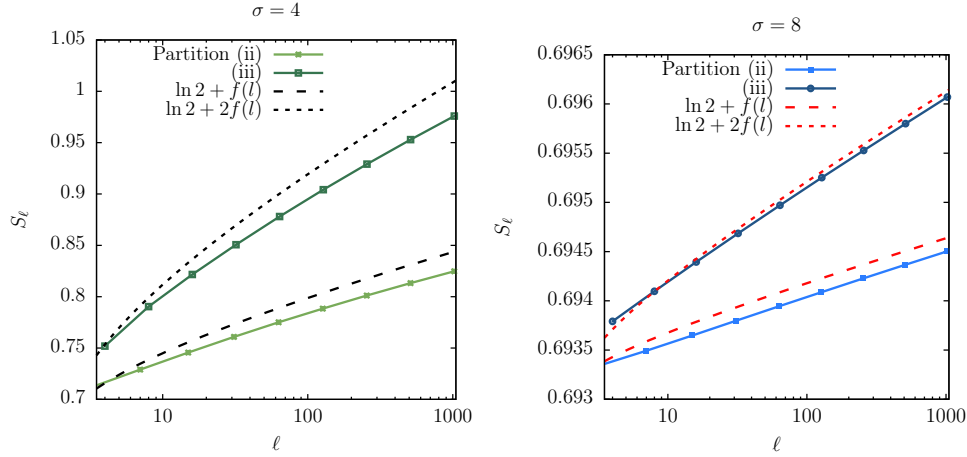 σ = 4
1.05
1
0.95
0.9
0.85
0.8
0.75
0.7
S_ℓ
Partition (ii)
(iii)
ln 2 + f(l)
ln 2 + 2f(l)
10
100
1000
ℓ
σ = 8
0.6965
0.696
0.6955
0.695
0.6945
0.694
0.6935
0.693
S_ℓ
Partition (ii)
(iii)
ln 2 + f(l)
ln 2 + 2f(l)
10
100
1000
ℓ